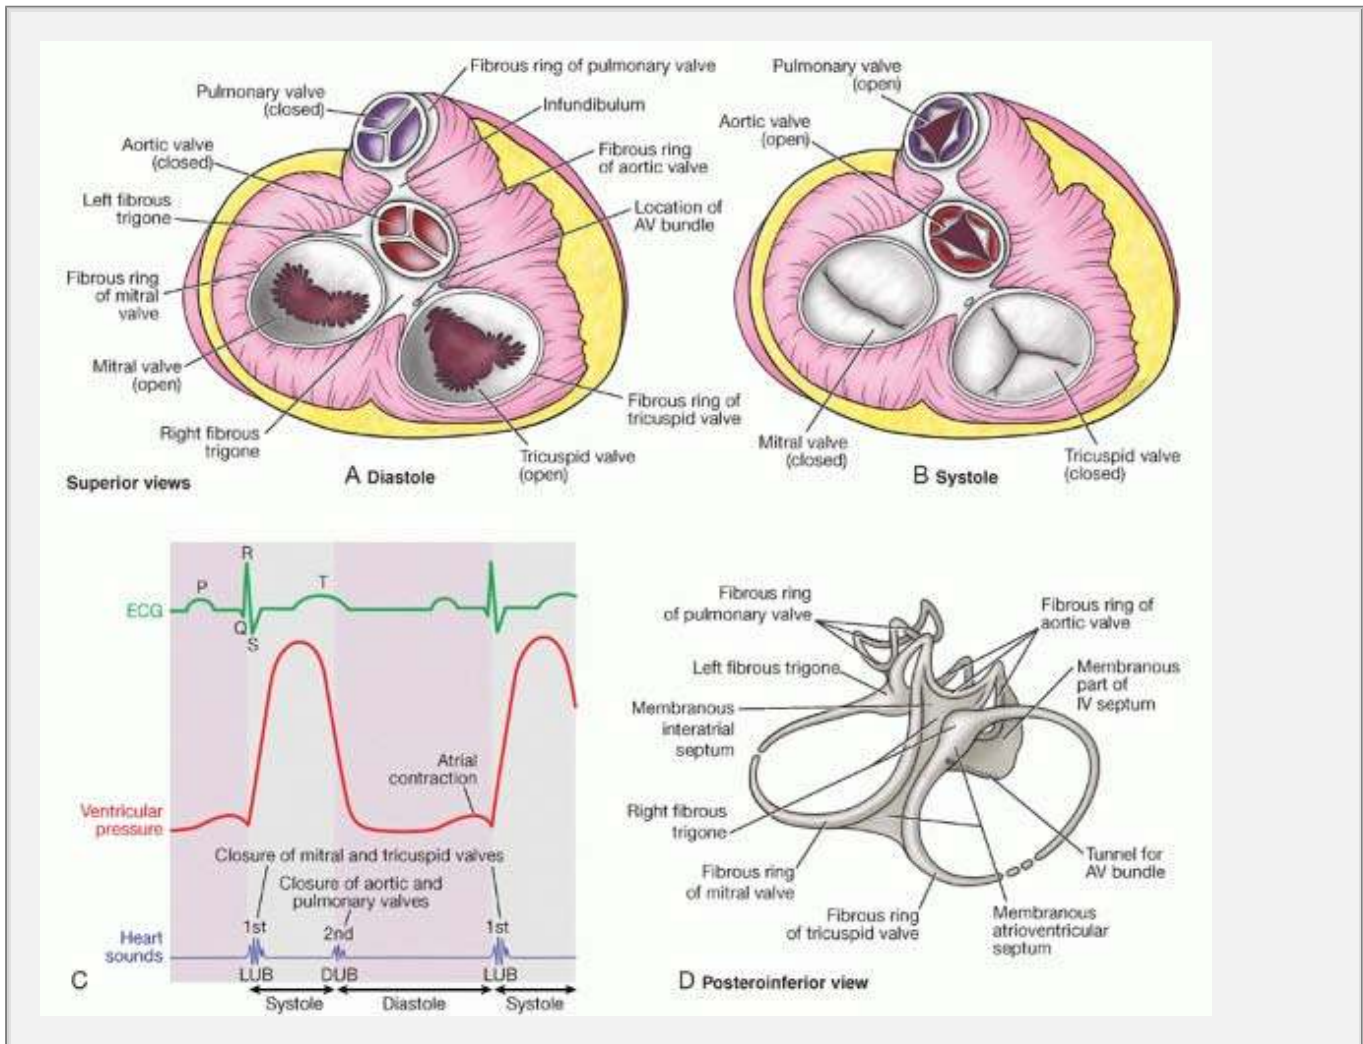 Fibrous ring of pulmonary valve
Pulmonary valve
(closed)
Infundibulum
Aortic valve
(closed)
Fibrous ring
of aortic valve
Left fibrous
trigone
Location of
AV bundle
Fibrous ring
of mitral
valve
Mitral valve
(open)
Fibrous ring of
tricuspid valve
Right fibrous
trigone
Tricuspid valve
(open)
Superior views
A Diastole
Pulmonary valve
(open)
Aortic valve
(open)
Mitral valve
(closed)
Tricuspid valve
(closed)
B Systole
R
P
T
ECG
Q
S
Atrial
contraction
Ventricular
pressure
Closure of mitral and tricuspid valves
Closure of aortic and
pulmonary valves
1st
2nd
1st
Heart
sounds
LUB
DUB
LUB
C
Systole
Diastole
Systole
Fibrous ring
of pulmonary valve
Fibrous ring of
aortic valve
Left fibrous trigone
Membranous
part of
IV septum
Membranous
interatrial
septum
Right fibrous
trigone
Tunnel for
AV bundle
Fibrous ring
of mitral valve
Fibrous ring
of tricuspid valve
Membranous
atrioventricular
septum
D Posteroinferior view